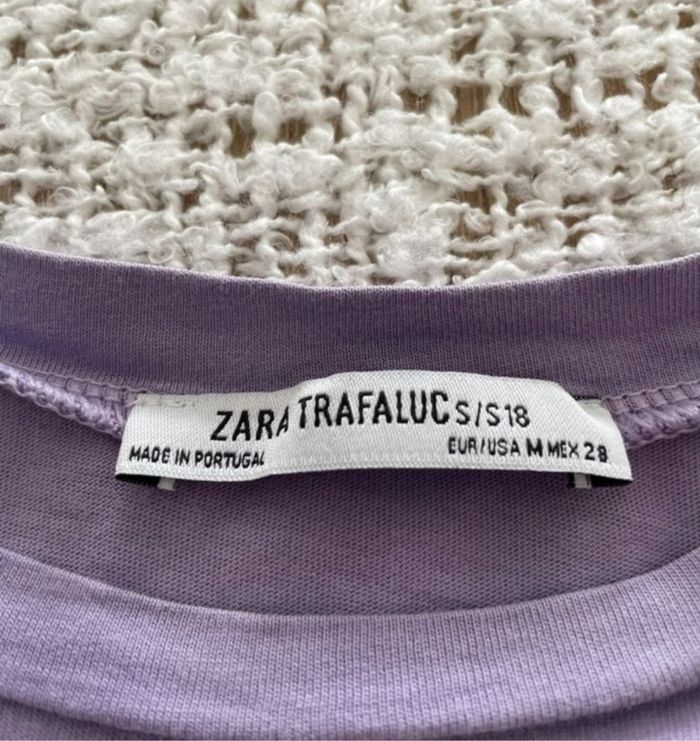 ZARA TRAFALUC S/S18
MADE IN PORTUGAL EUR/USA M MEX 28